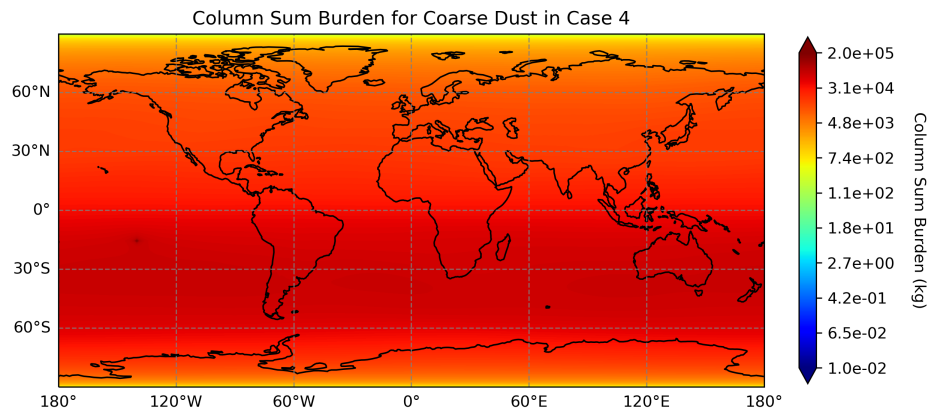 Column Sum Burden for Coarse Dust in Case 4
60°N
30°N
0°
30°S
60°S
180° 120°W 60°W 0° 60°E 120°E 180°
2.0e+05
3.1e+04
4.8e+03
7.4e+02
1.1e+02
1.8e+01
2.7e+00
4.2e-01
6.5e-02
1.0e-02
Column Sum Burden (kg)